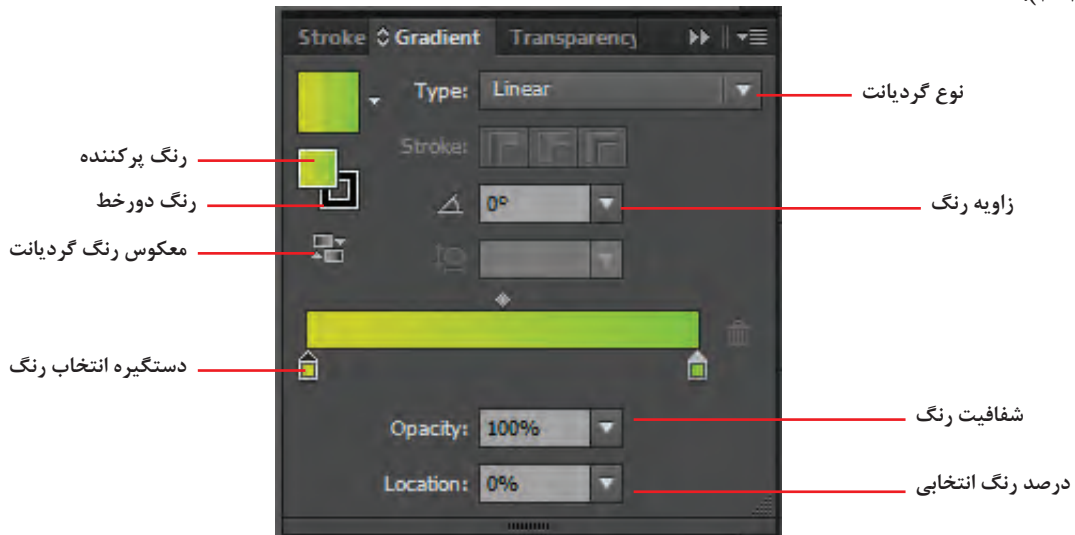 Stroke Gradient Transparency
Type: Linear
نوع گردیانت
Stroke:
رنگ پرکننده
رنگ دورخط
0°
زاویه رنگ
معکوس رنگ گردیانت
دستگیره انتخاب رنگ
Opacity: 100%
شفافیت رنگ
Location: 0%
درصد رنگ انتخابی